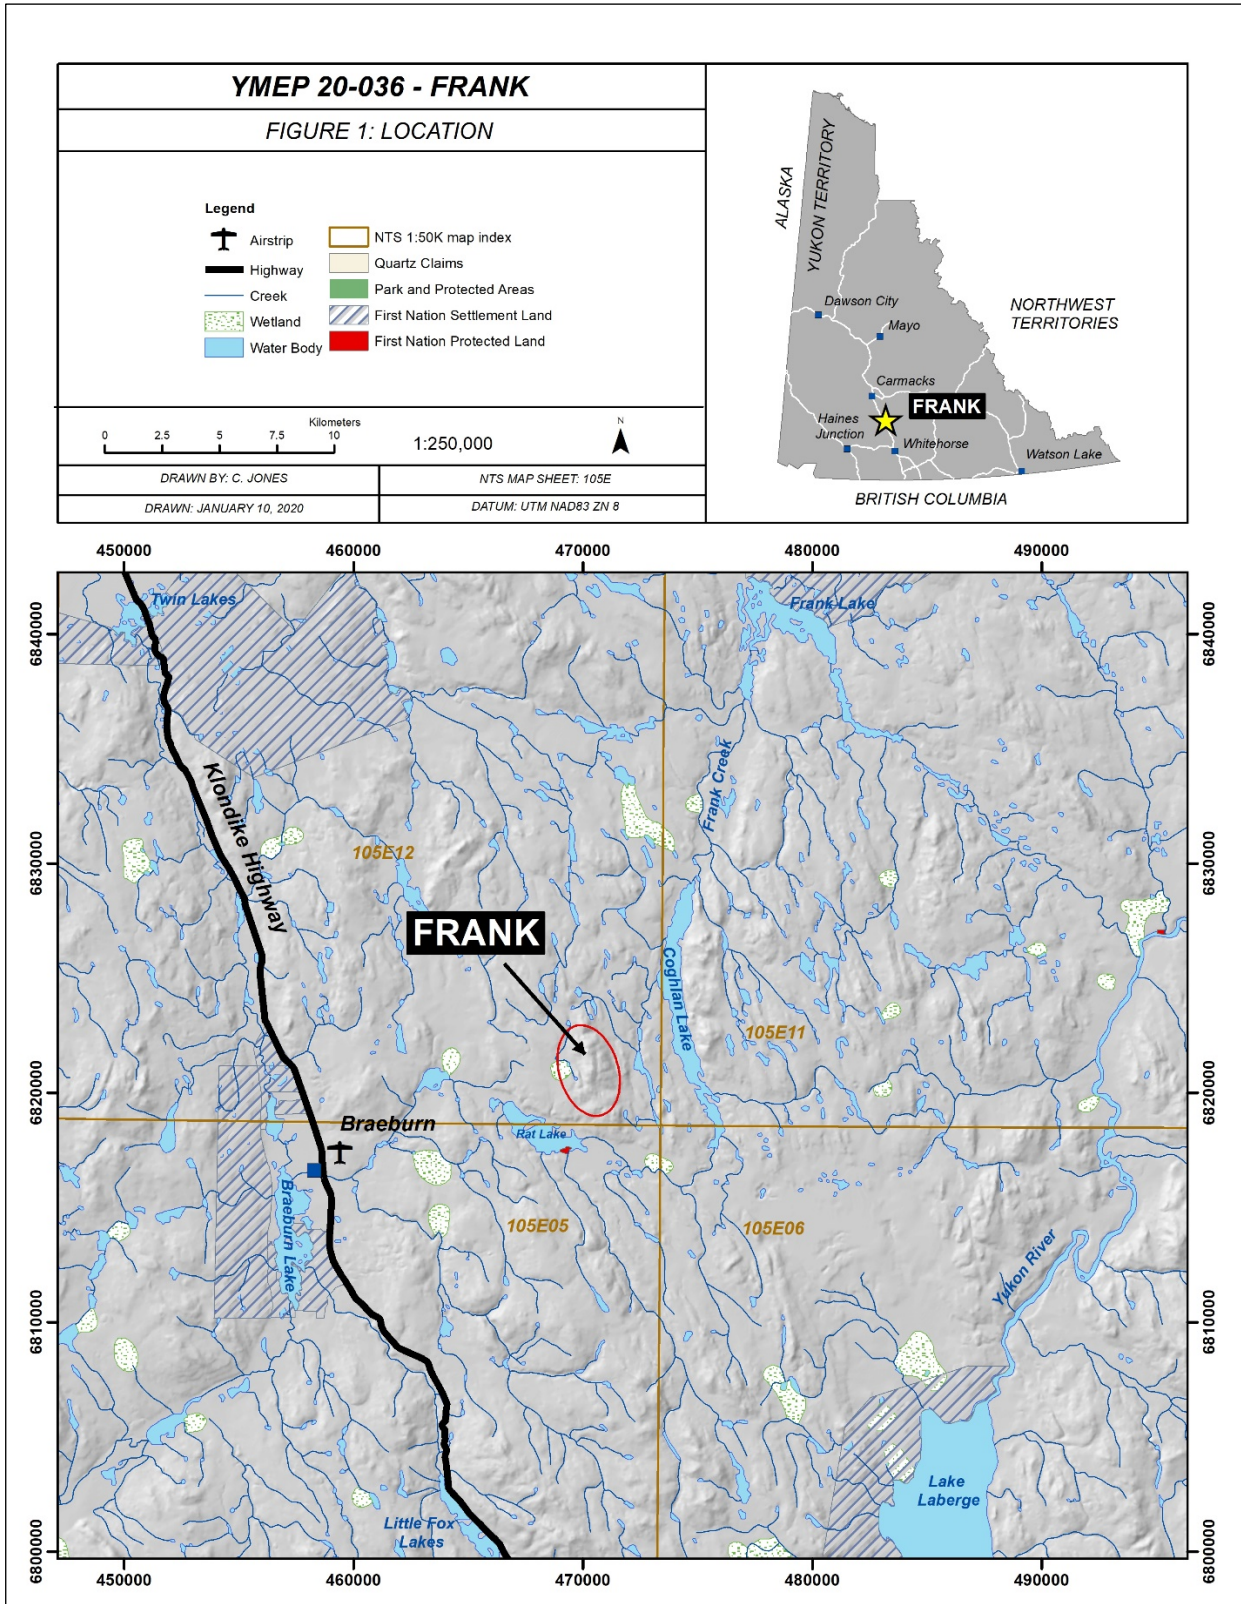 YMEP 20-036 - FRANK
FIGURE 1: LOCATION
Legend
Airstrip
Highway
Creek
Wetland
Water Body
NTS 1:50K map index
Quartz Claims
Park and Protected Areas
First Nation Settlement Land
First Nation Protected Land
Kilometers
0 2.5 5 7.5 10
1:250,000
N
DRAWN BY: C. JONES
NTS MAP SHEET: 105E
DRAWN: JANUARY 10, 2020
DATUM: UTM NAD83 ZN 8
ALASKA
YUKON TERRITORY
NORTHWEST
TERRITORIES
Dawson City
Mayo
Carmacks
FRANK
Haines
Junction
Whitehorse
Watson Lake
BRITISH COLUMBIA
450000 460000 470000 480000 490000
6840000
6840000
Twin Lakes
Frank Lake
Klondike Highway
Frank Creek
6830000
6830000
105E12
FRANK
Coghlan Lake
105E11
6820000
6820000
Braeburn
Rat Lake
Braeburn Lake
105E05
105E06
Yukon River
6810000
6810000
Lake
Laberge
Little Fox
Lakes
6800000
6800000
450000 460000 470000 480000 490000